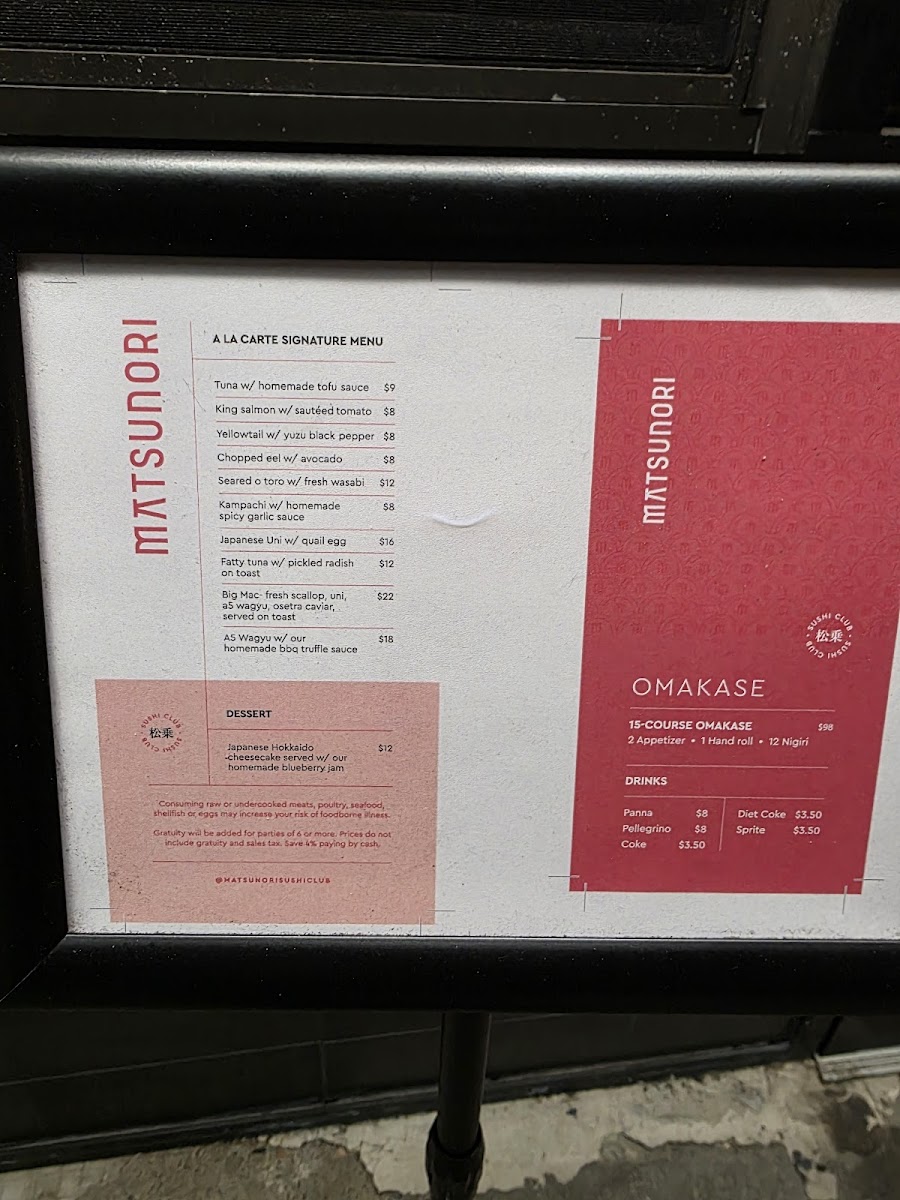 MATSUNORI
A LA CARTE SIGNATURE MENU
Tuna w/ homemade tofu sauce $9
King salmon w/ sautéed tomato $8
Yellowtail w/ yuzu black pepper $8
Chopped eel w/ avocado $8
Seared o toro w/ fresh wasabi $12
Kampachi w/ homemade $8
spicy garlic sauce
Japanese Uni w/ quail egg $16
Fatty tuna w/ pickled radish $12
on toast
Big Mac- fresh scallop, uni, $22
a5 wagyu, osetra caviar,
served on toast
A5 Wagyu w/ our $18
homemade bbq truffle sauce
SUSHI CLUB • SUSHI CLUB •
松乗
DESSERT
Japanese Hokkaido $12
cheesecake served w/ our
homemade blueberry jam
Consuming raw or undercooked meats, poultry, seafood,
shellfish or eggs may increase your risk of foodborne illness.
Gratuity will be added for parties of 6 or more. Prices do not
include gratuity and sales tax. Save 4% paying by cash.
@MATSUNORISUSHICLUB
MATSUNORI
SUSHI CLUB • SUSHI CLUB •
松乗
OMAKASE
15-COURSE OMAKASE $98
2 Appetizer • 1 Hand roll • 12 Nigiri
DRINKS
Panna $8
Pellegrino $8
Coke $3.50
Diet Coke $3.50
Sprite $3.50